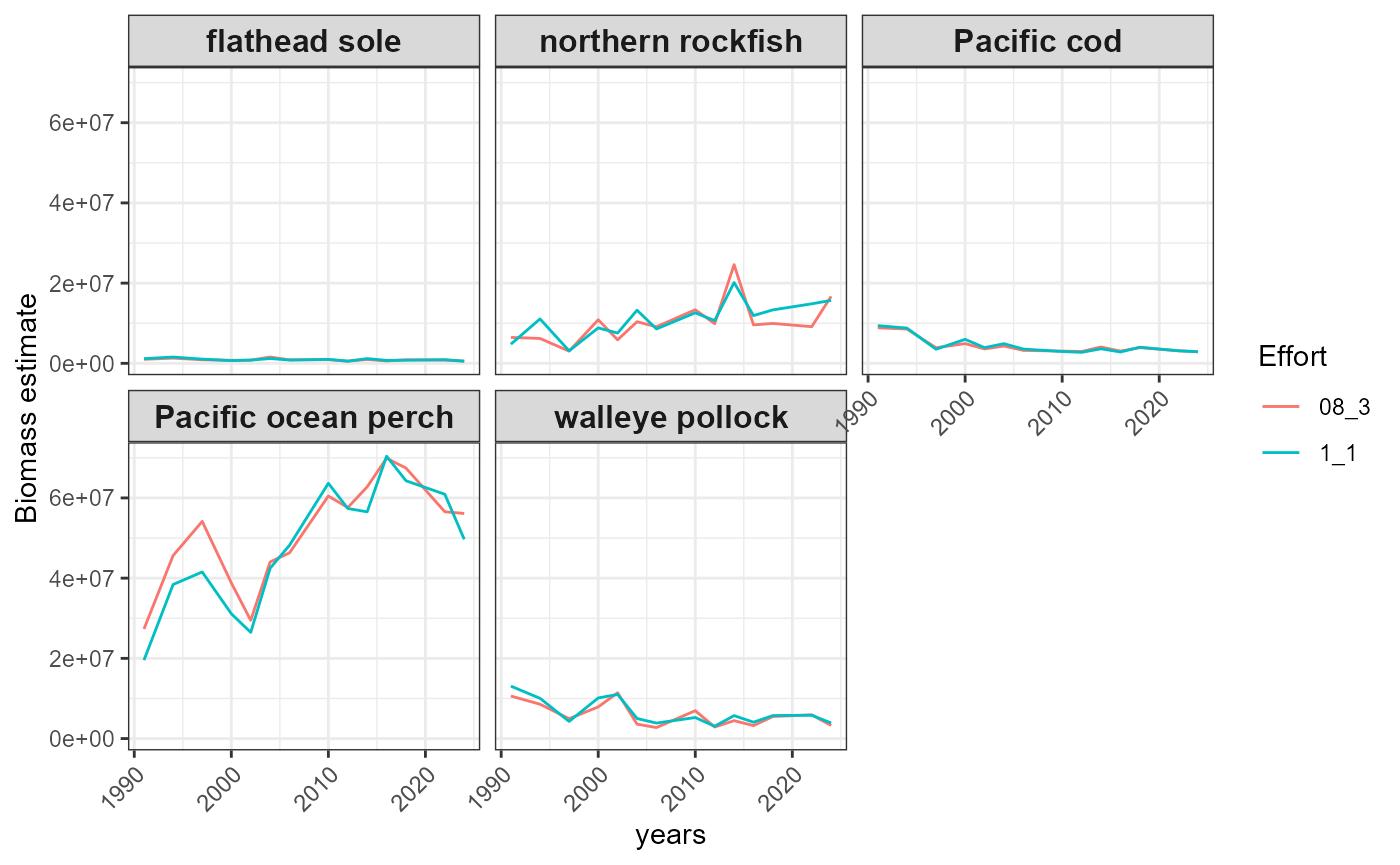 flathead sole
northern rockfish
Pacific cod
6e+07
4e+07
2e+07
0e+00
1990
2000
2010
2020
Pacific ocean perch
walleye pollock
6e+07
4e+07
2e+07
0e+00
1990
2000
2010
2020
1990
2000
2010
2020
years
Biomass estimate
Effort
08_3
1_1